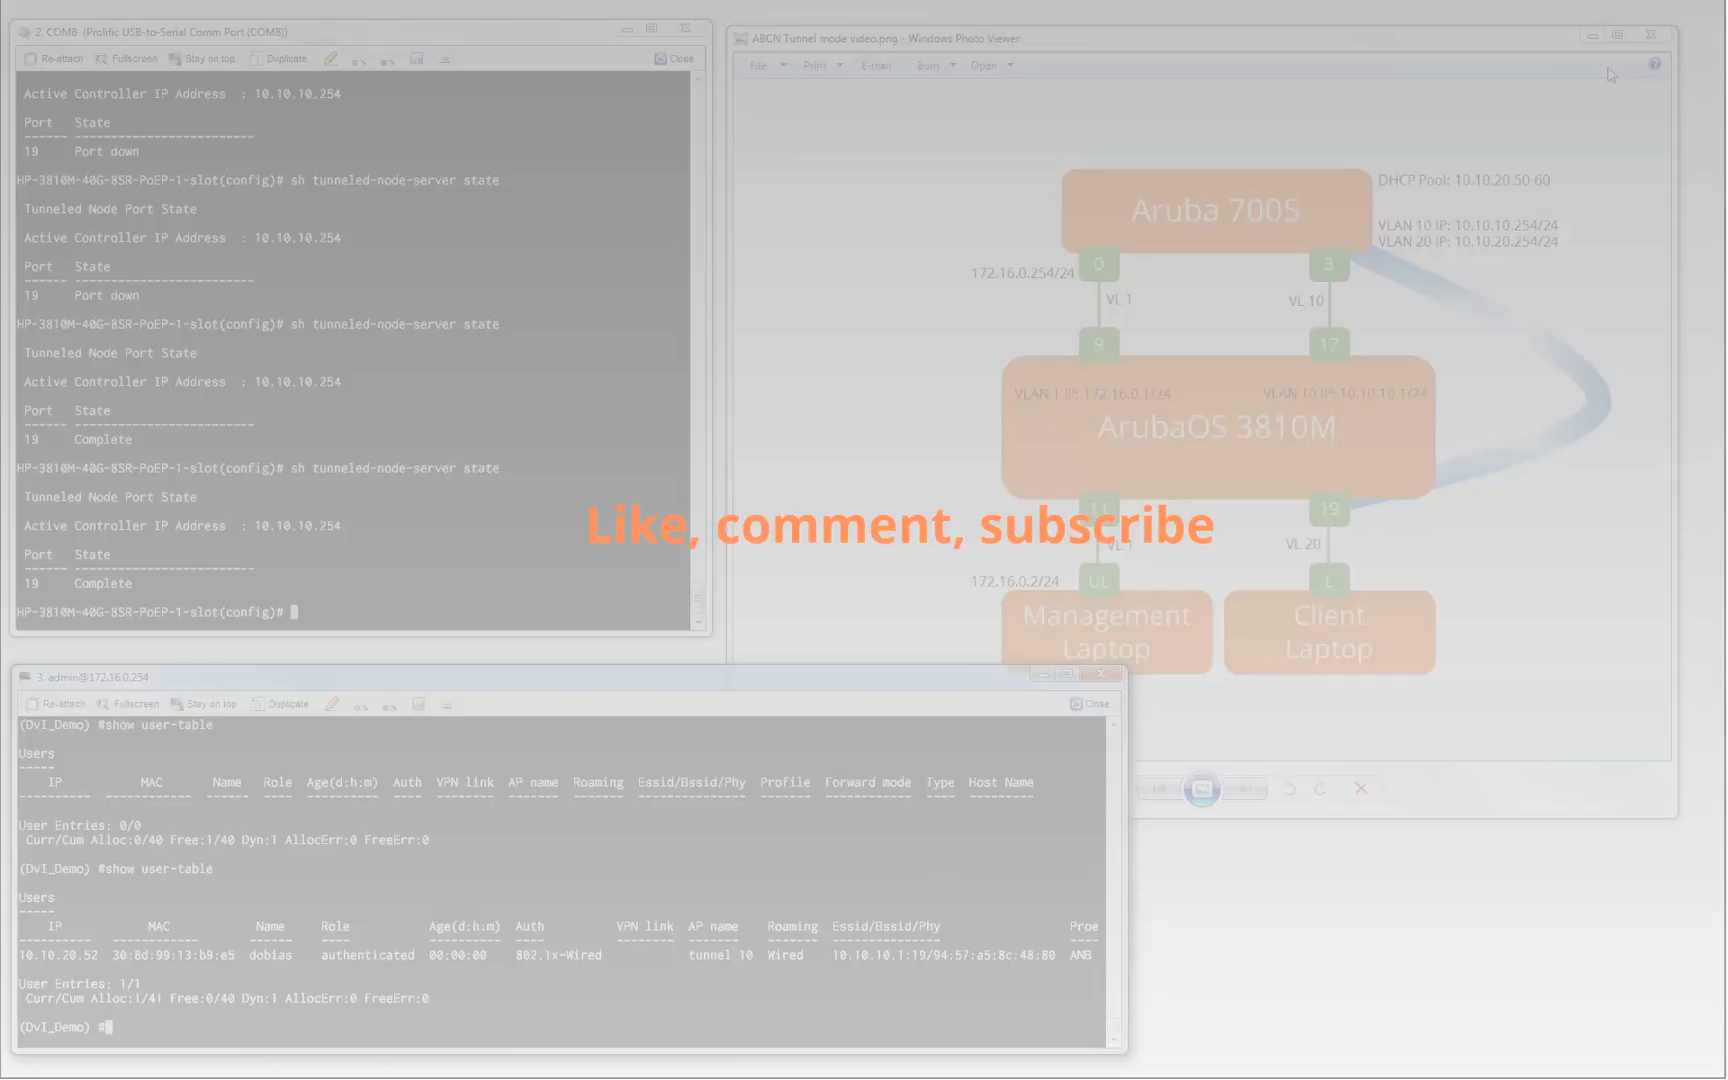 2. COM8  (Prolific USB-to-Serial Comm Port (COM8))
Re-attach Fullscreen Stay on top Duplicate Close
Active Controller IP Address  : 10.10.10.254
Port   State
------ -------------------------
19     Port down
HP-3810M-40G-8SR-PoEP-1-slot(config)# sh tunneled-node-server state
Tunneled Node Port State
Active Controller IP Address  : 10.10.10.254
Port   State
------ -------------------------
19     Port down
HP-3810M-40G-8SR-PoEP-1-slot(config)# sh tunneled-node-server state
Tunneled Node Port State
Active Controller IP Address  : 10.10.10.254
Port   State
------ -------------------------
19     Complete
HP-3810M-40G-8SR-PoEP-1-slot(config)# sh tunneled-node-server state
Tunneled Node Port State
Active Controller IP Address  : 10.10.10.254
Port   State
------ -------------------------
19     Complete
HP-3810M-40G-8SR-PoEP-1-slot(config)#
ABCN Tunnel mode video.png - Windows Photo Viewer
File Print E-mail Burn Open
Aruba 7005
DHCP Pool: 10.10.20.50-60
VLAN 10 IP: 10.10.10.254/24
VLAN 20 IP: 10.10.20.254/24
172.16.0.254/24 0 3
VL 1 VL 10
9 17
VLAN 1 IP: 172.16.0.1/24 VLAN 10 IP: 10.10.10.1/24
ArubaOS 3810M
11 19
Like, comment, subscribe
VL 1 VL 20
172.16.0.2/24 UL L
Management
Laptop
Client
Laptop
3. admin@172.16.0.254
Re-attach Fullscreen Stay on top Duplicate Close
(DvI_Demo) #show user-table
Users
-----
IP MAC Name Role Age(d:h:m) Auth VPN link AP name Roaming Essid/Bssid/Phy Profile Forward mode Type Host Name
User Entries: 0/0
Curr/Cum Alloc:0/40 Free:1/40 Dyn:1 AllocErr:0 FreeErr:0
(DvI_Demo) #show user-table
Users
-----
IP MAC Name Role Age(d:h:m) Auth VPN link AP name Roaming Essid/Bssid/Phy Proe
10.10.20.52 30:8d:99:13:b9:e5 dobias authenticated 00:00:00 802.1x-Wired tunnel 10 Wired 10.10.10.1:19/94:57:a5:8c:48:80 ANB
User Entries: 1/1
Curr/Cum Alloc:1/41 Free:0/40 Dyn:1 AllocErr:0 FreeErr:0
(DvI_Demo) #